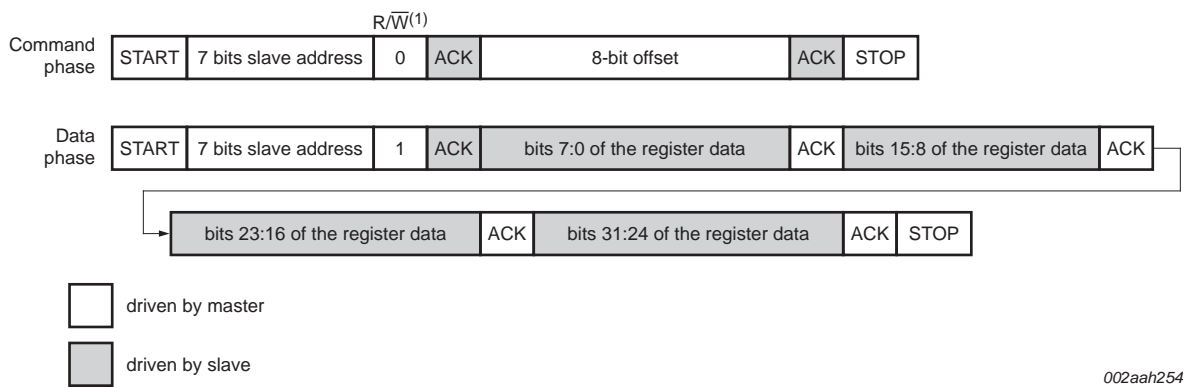 R/W(1)
Command phase START 7 bits slave address 0 ACK 8-bit offset ACK STOP
Data phase START 7 bits slave address 1 ACK bits 7:0 of the register data ACK bits 15:8 of the register data ACK
bits 23:16 of the register data ACK bits 31:24 of the register data ACK STOP
driven by master
driven by slave
002aah254